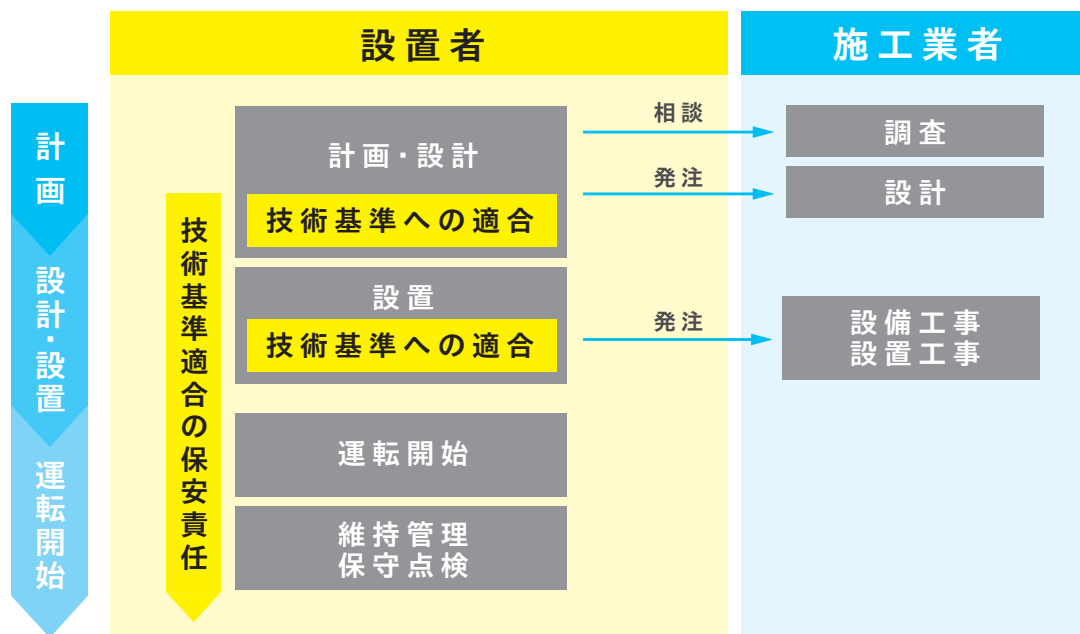 設置者
施工業者
計画
設計・設置
運転開始
技術基準適合の保安責任
計画・設計
技術基準への適合
設置
技術基準への適合
運転開始
維持管理
保守点検
相談
発注
発注
調査
設計
設備工事
設置工事